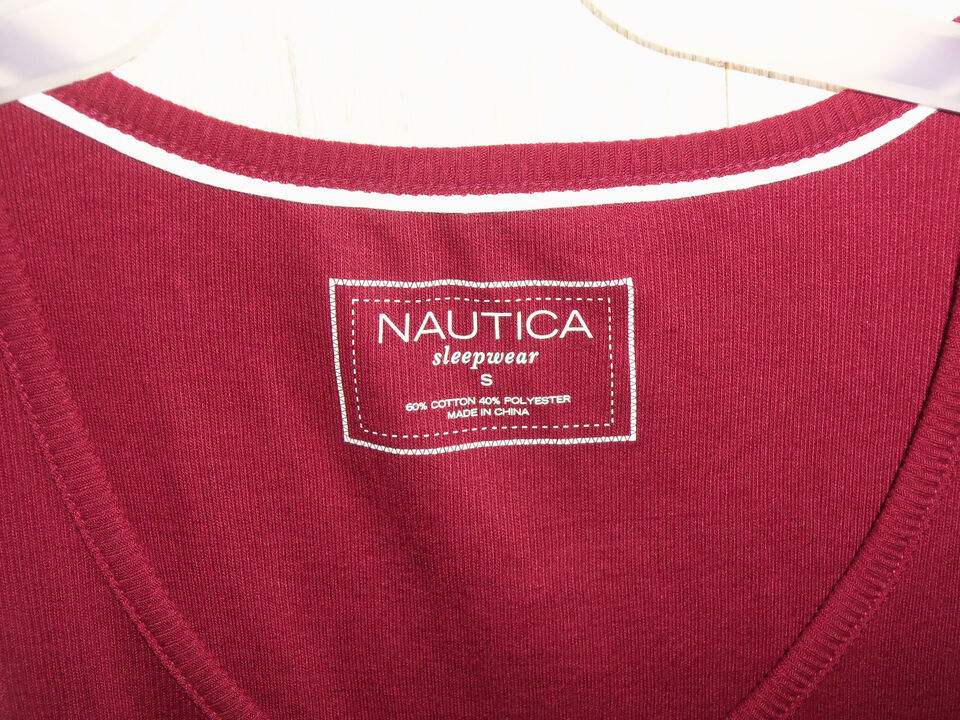 NAUTICA
sleepwear
S
60% COTTON 40% POLYESTER
MADE IN CHINA